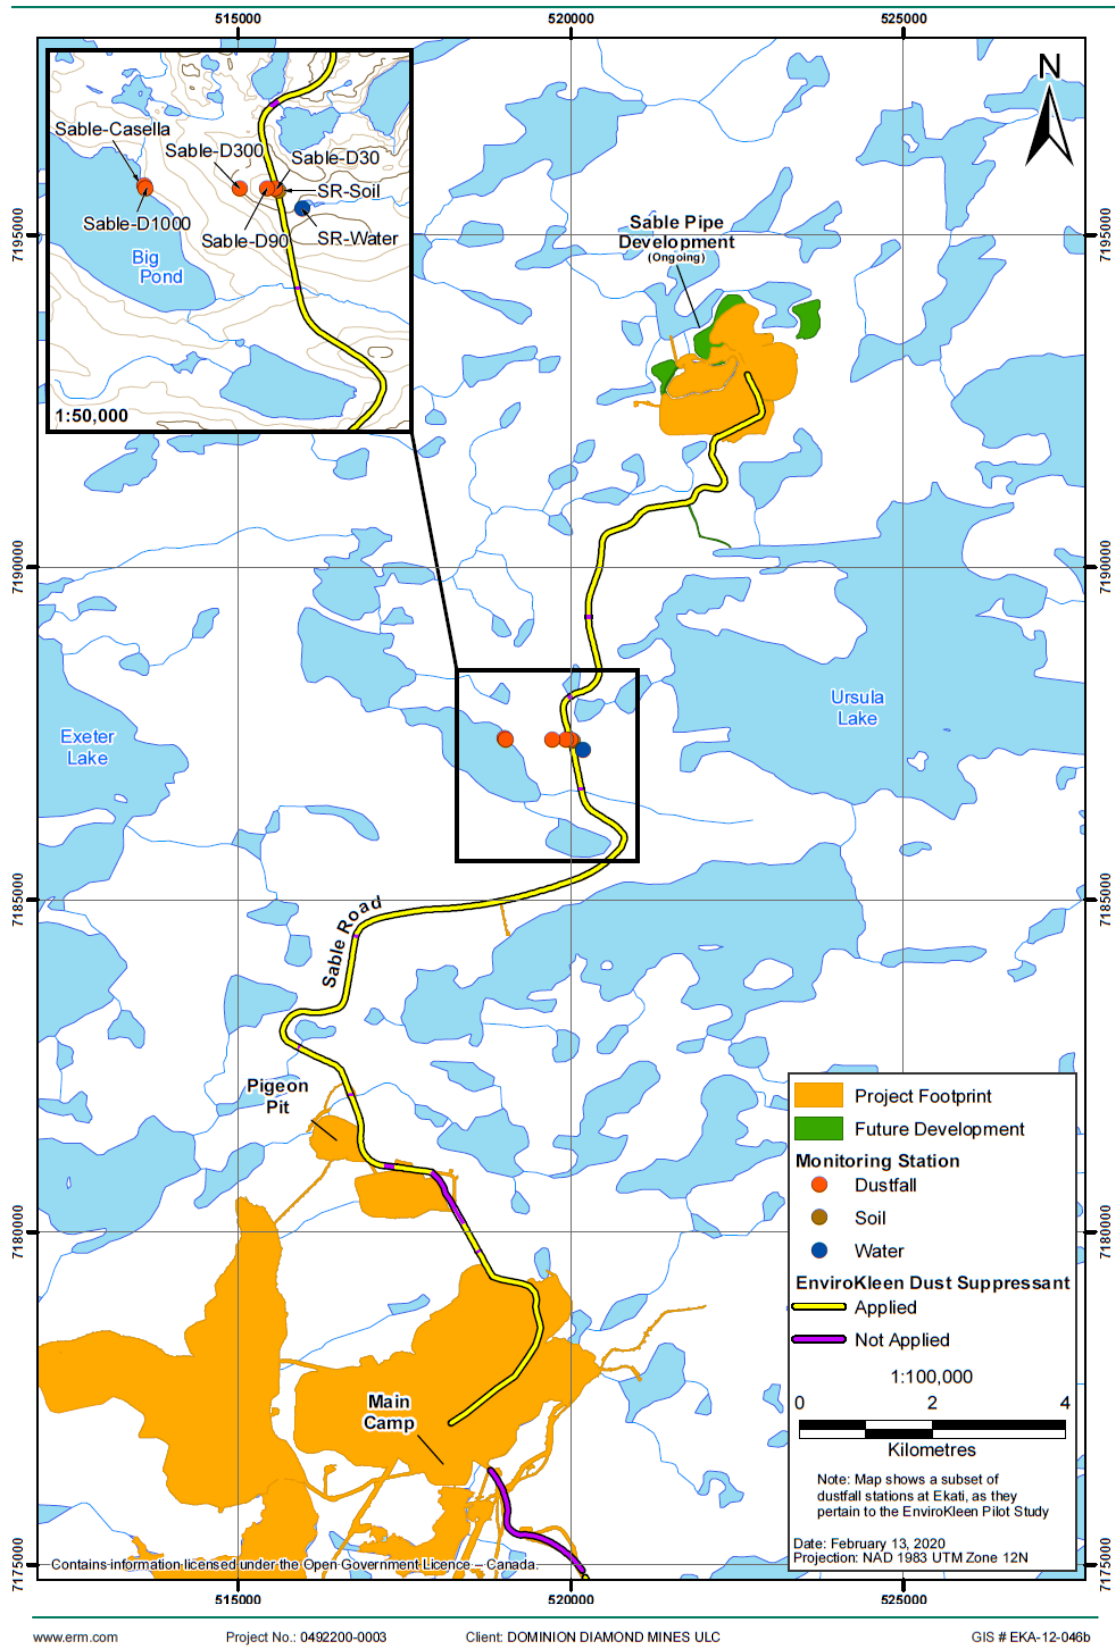 515000
520000
525000
N
Sable-Casella
Sable-D300
Sable-D30
SR-Soil
Sable-D1000
Sable-D90
SR-Water
Big
Pond
1:50,000
7195000
7195000
Sable Pipe
Development
(Ongoing)
7190000
7190000
Ursula
Lake
Exeter
Lake
7185000
7185000
Sable Road
Pigeon
Pit
7180000
7180000
Main
Camp
Project Footprint
Future Development
Monitoring Station
Dustfall
Soil
Water
EnviroKleen Dust Suppressant
Applied
Not Applied
1:100,000
0 2 4
Kilometres
Note: Map shows a subset of
dustfall stations at Ekati, as they
pertain to the EnviroKleen Pilot Study
Date: February 13, 2020
Projection: NAD 1983 UTM Zone 12N
Contains information licensed under the Open Government Licence – Canada.
7175000
7175000
515000
520000
525000
www.erm.com Project No.: 0492200-0003 Client: DOMINION DIAMOND MINES ULC GIS # EKA-12-046b